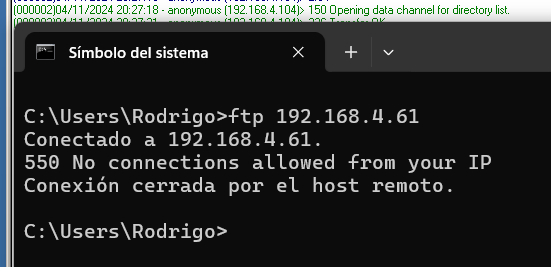 (000002)04/11/2024 20:27:18 - anonymous (192.168.4.104)> 150 Opening data channel for directory list.
(000002)04/11/2024 20:27:21 - anonymous (192.168.4.104)> 226 Transfer OK
Símbolo del sistema
C:\Users\Rodrigo>ftp 192.168.4.61
Conectado a 192.168.4.61.
550 No connections allowed from your IP
Conexión cerrada por el host remoto.
C:\Users\Rodrigo>